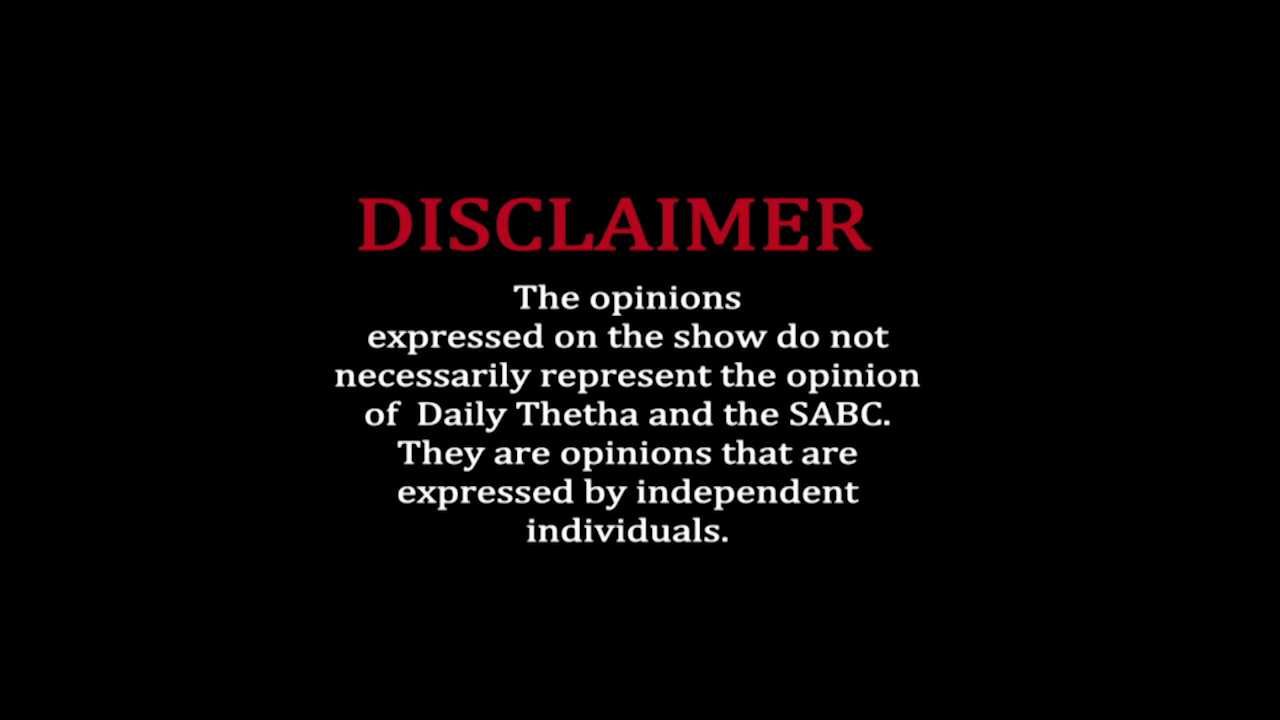 DISCLAIMER
The opinions
expressed on the show do not
necessarily represent the opinion
of  Daily Thetha and the SABC.
They are opinions that are
expressed by independent
individuals.